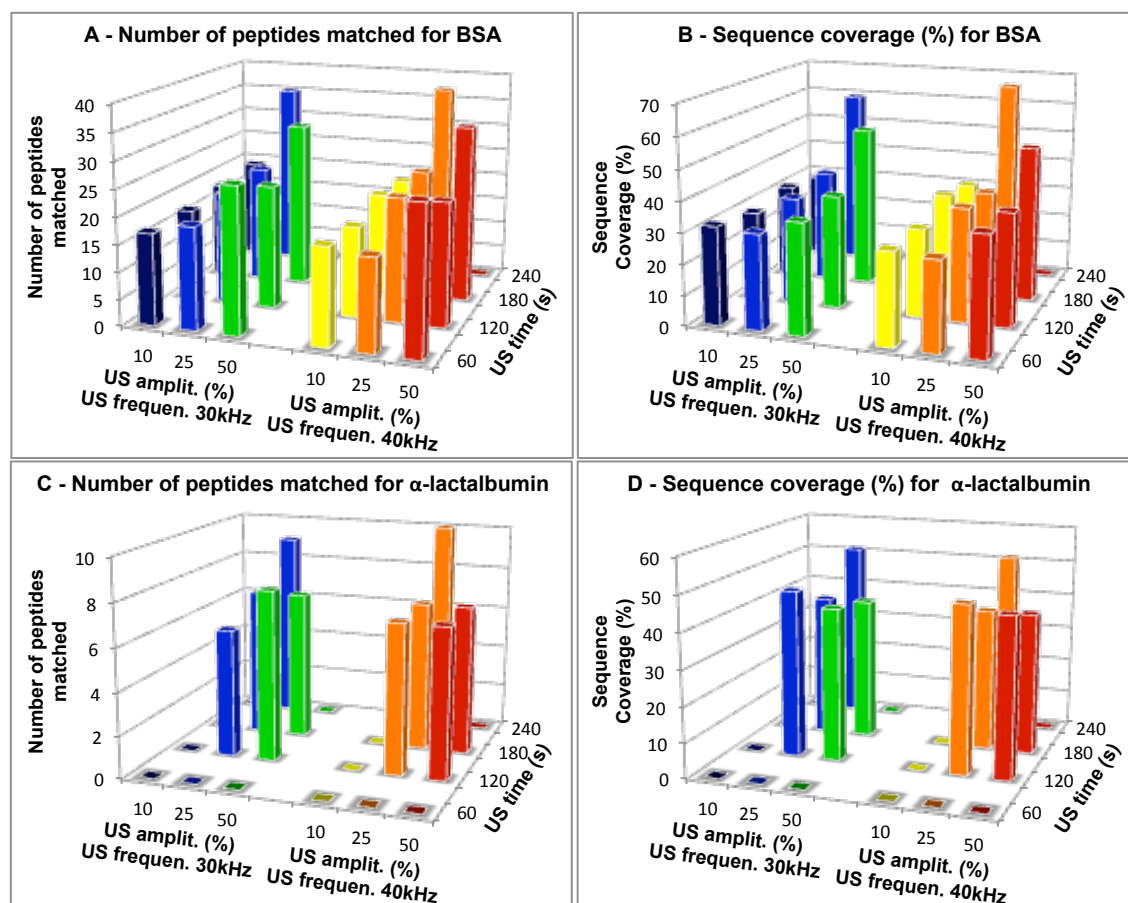 A - Number of peptides matched for BSA
Number of peptides
matched
40
35
30
25
20
15
10
5
0
10
25
50
US amplit. (%)
US frequen. 30kHz
10
25
50
US amplit. (%)
US frequen. 40kHz
60
120
180
240
US time (s)
B - Sequence coverage (%) for BSA
Sequence
Coverage (%)
70
60
50
40
30
20
10
0
10
25
50
US amplit. (%)
US frequen. 30kHz
10
25
50
US amplit. (%)
US frequen. 40kHz
60
120
180
240
US time (s)
C - Number of peptides matched for α-lactalbumin
Number of peptides
matched
10
8
6
4
2
0
10
25
50
US amplit. (%)
US frequen. 30kHz
10
25
50
US amplit. (%)
US frequen. 40kHz
60
120
180
240
US time (s)
D - Sequence coverage (%) for α-lactalbumin
Sequence
Coverage (%)
60
50
40
30
20
10
0
10
25
50
US amplit. (%)
US frequen. 30kHz
10
25
50
US amplit. (%)
US frequen. 40kHz
60
120
180
240
US time (s)